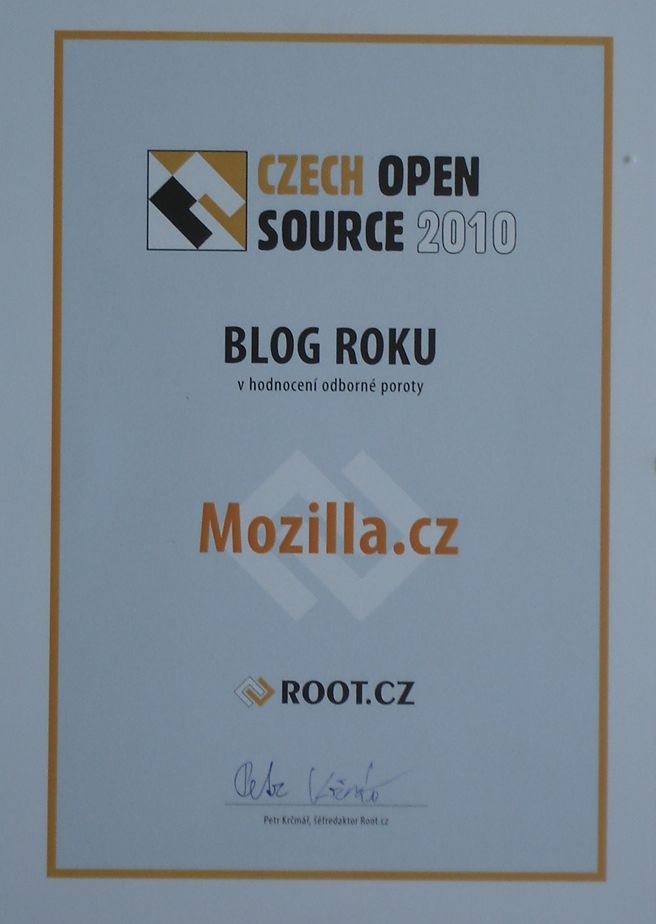 CZECH OPEN
SOURCE 2010
BLOG ROKU
v hodnocení odborné poroty
Mozilla.cz
ROOT.CZ
Petr Krčmář
Petr Krčmář, šéfredaktor Root.cz